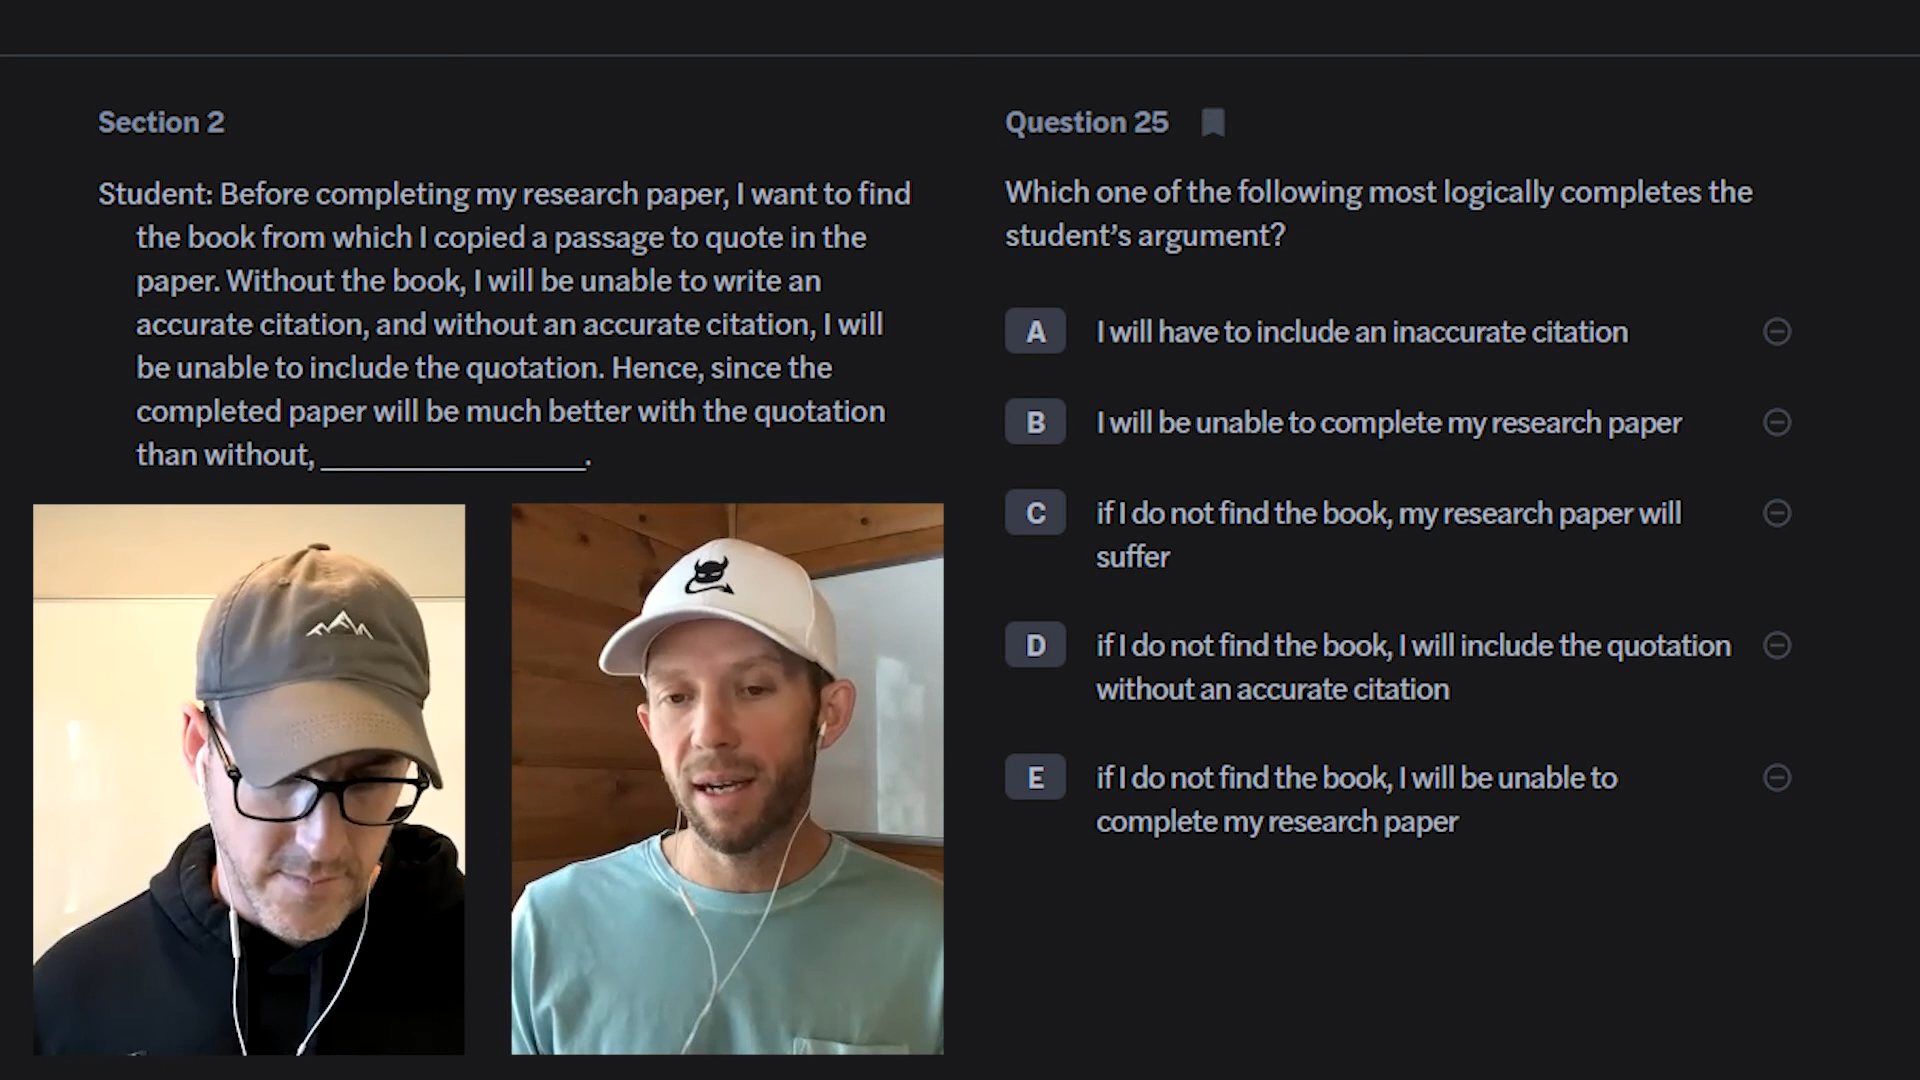 Section 2
Student: Before completing my research paper, I want to find
the book from which I copied a passage to quote in the
paper. Without the book, I will be unable to write an
accurate citation, and without an accurate citation, I will
be unable to include the quotation. Hence, since the
completed paper will be much better with the quotation
than without, ________________.
Question 25
Which one of the following most logically completes the
student’s argument?
A I will have to include an inaccurate citation
B I will be unable to complete my research paper
C if I do not find the book, my research paper will
suffer
D if I do not find the book, I will include the quotation
without an accurate citation
E if I do not find the book, I will be unable to
complete my research paper